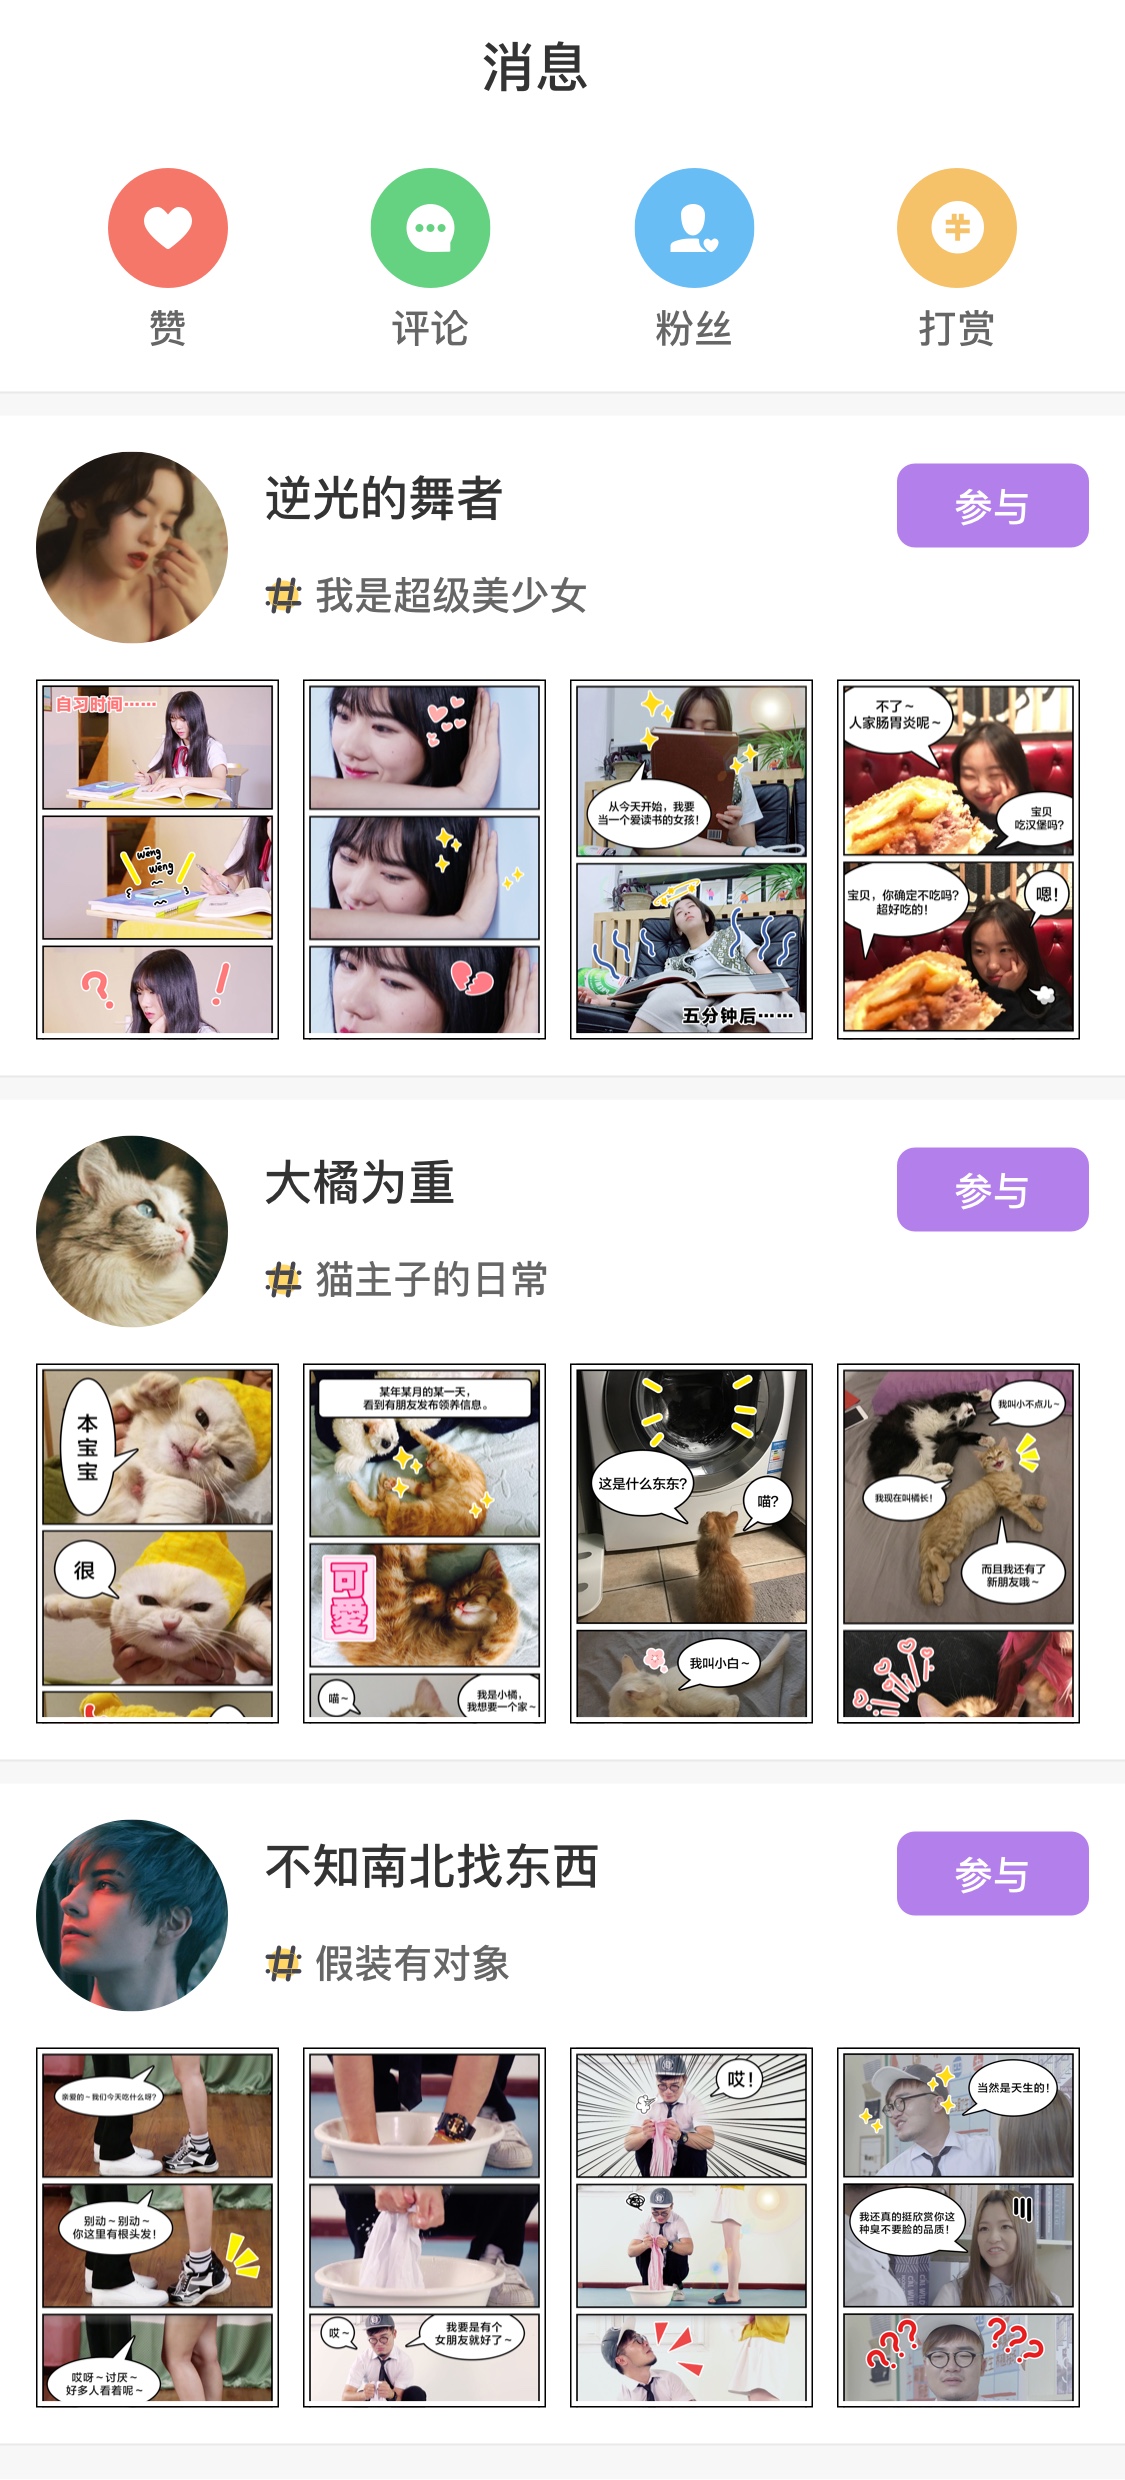 消息
赞
评论
粉丝
打赏
逆光的舞者
参与
# 我是超级美少女
自习时间……
wēng
wēng
从今天开始，我要
当一个爱读书的女孩！
五分钟后……
不了~
人家肠胃炎呢~
宝贝
吃汉堡吗？
宝贝，你确定不吃吗？
超好吃的！
嗯！
大橘为重
参与
# 猫主子的日常
本
宝
宝
很
某年某月的某一天，
看到有朋友发布领养信息。
可
愛
喵~
我是小橘，
我想要一个家~
这是什么东东？
喵？
我叫小白~
我叫小不点儿~
我现在叫橘长！
而且我还有了
新朋友哦~
不知南北找东西
参与
# 假装有对象
亲爱的~我们今天吃什么呀？
别动~别动~
你这里有根头发！
哎呀~讨厌~
好多人看着呢~
哎~
我要是有个
女朋友就好了~
哎！
当然是天生的！
我还真的挺欣赏你这
种臭不要脸的品质！
???
???